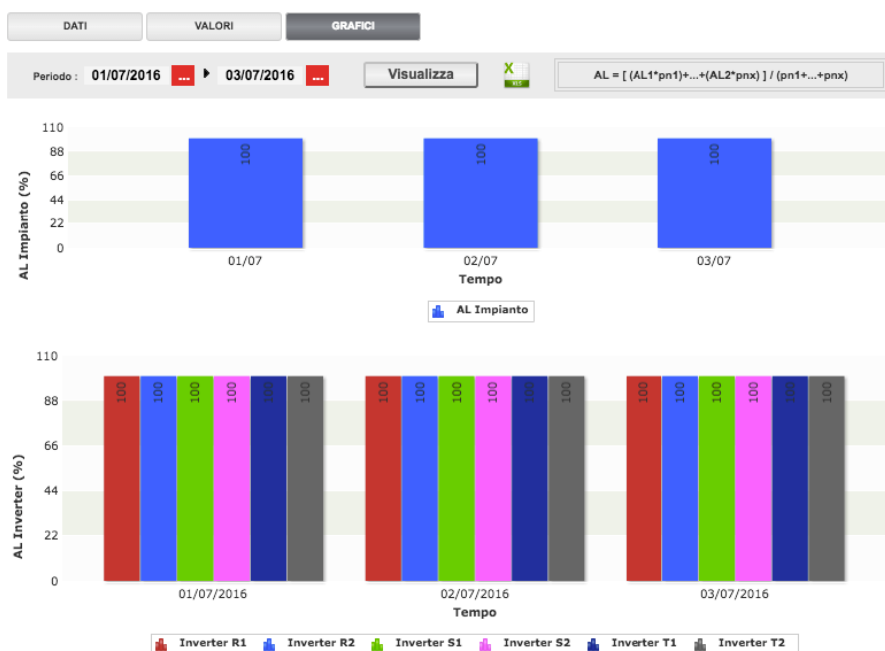 DATI VALORI GRAFICI
Periodo : 01/07/2016 ... 03/07/2016 ... Visualizza X AL = [ (AL1*pn1)+...+(AL2*pnx) ] / (pn1+...+pnx)
110
88
66
44
22
0
AL Impianto (%)
100 100 100
01/07 02/07 03/07
Tempo
AL Impianto
110
88
66
44
22
0
AL Inverter (%)
100 100 100 100 100 100 100 100 100 100 100 100 100 100 100 100 100 100
01/07/2016 02/07/2016 03/07/2016
Tempo
Inverter R1 Inverter R2 Inverter S1 Inverter S2 Inverter T1 Inverter T2